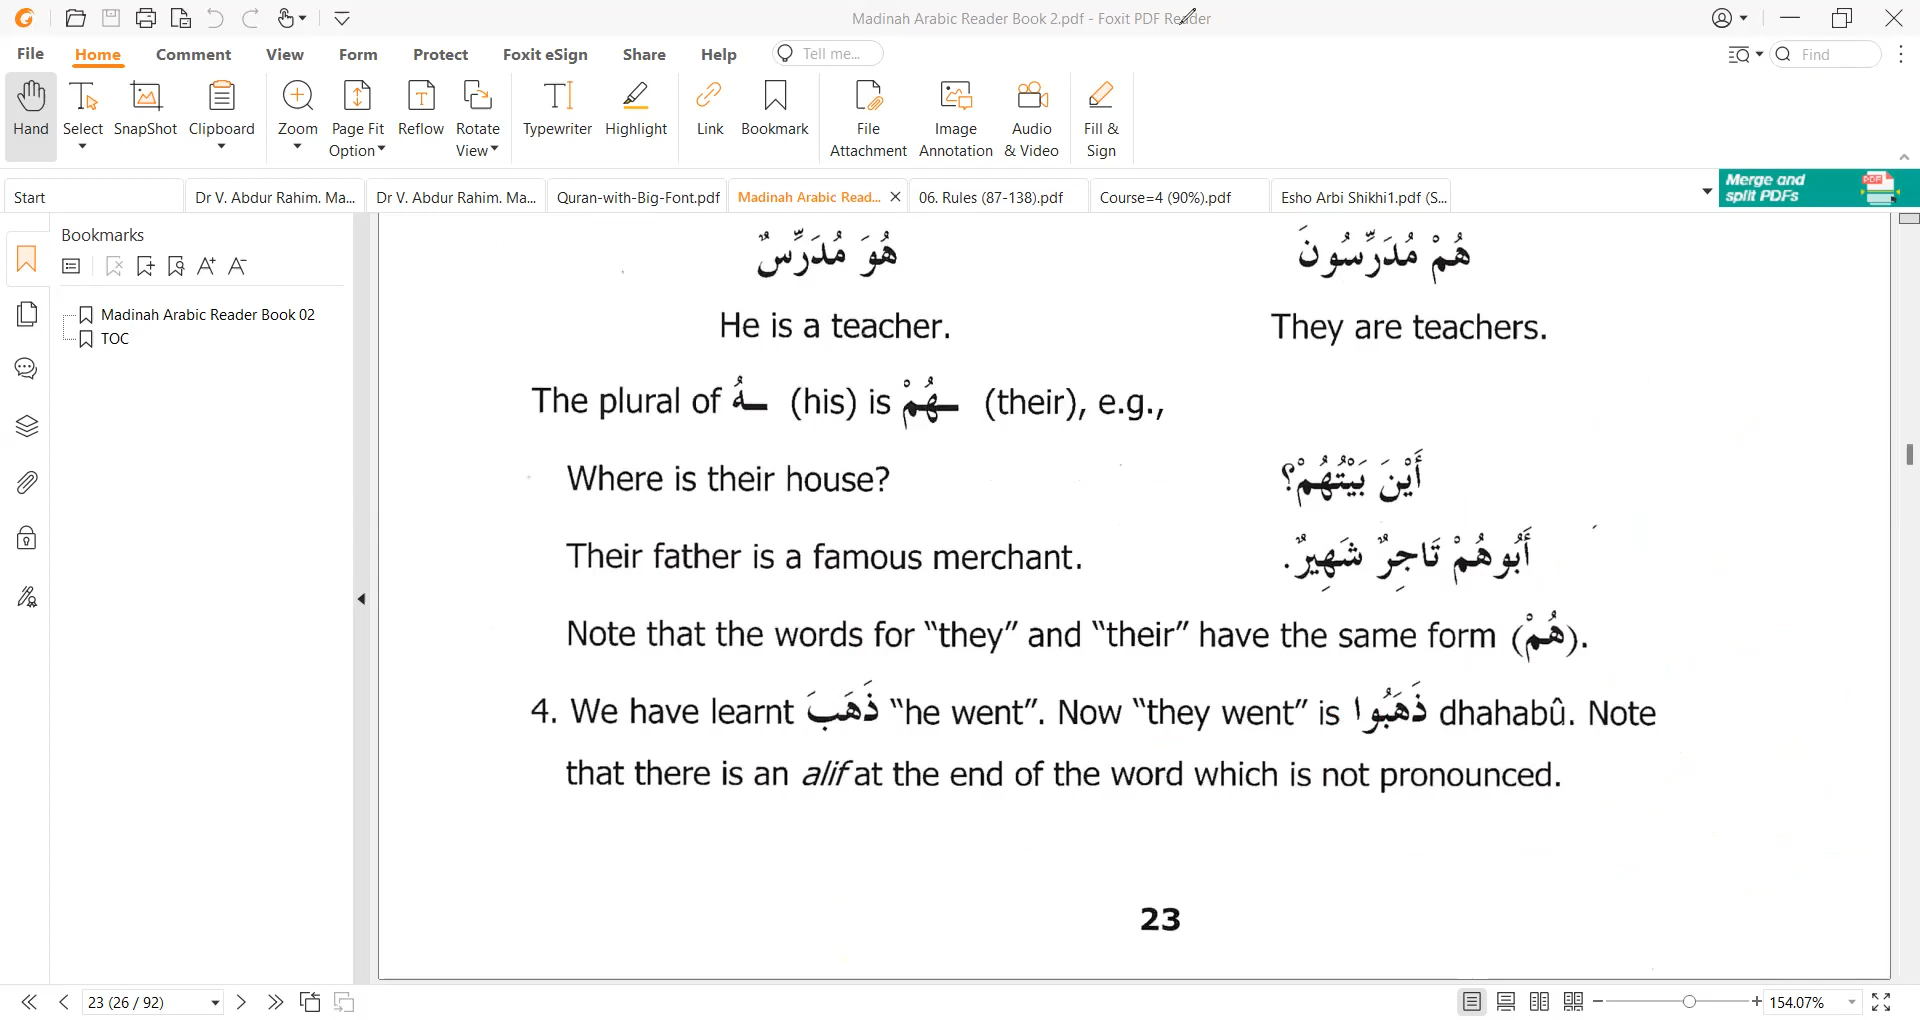 Madinah Arabic Reader Book 2.pdf - Foxit PDF Reader
File Home Comment View Form Protect Foxit eSign Share Help Tell me... Find
Hand Select SnapShot Clipboard Zoom Page Fit Option Reflow Rotate View Typewriter Highlight Link Bookmark File Attachment Image Annotation Audio & Video Fill & Sign
Start Dr V. Abdur Rahim. Ma... Dr V. Abdur Rahim. Ma... Quran-with-Big-Font.pdf Madinah Arabic Read... 06. Rules (87-138).pdf Course=4 (90%).pdf Esho Arbi Shikhi1.pdf (S...
Merge and
split PDFs
PDF
Bookmarks
Madinah Arabic Reader Book 02
TOC
هُوَ مُدَرِّسٌ هُمْ مُدَرِّسُونَ
He is a teacher. They are teachers.
The plural of ـهُ (his) is ـهُمْ (their), e.g.,
Where is their house? أَيْنَ بَيْتُهُمْ؟
Their father is a famous merchant. أَبُوهُمْ تَاجِرٌ شَهِيرٌ.
Note that the words for “they” and “their” have the same form (هُمْ).
4. We have learnt ذَهَبَ “he went”. Now “they went” is ذَهَبُوا dhahabû. Note
that there is an alif at the end of the word which is not pronounced.
23
23 (26 / 92) 154.07%